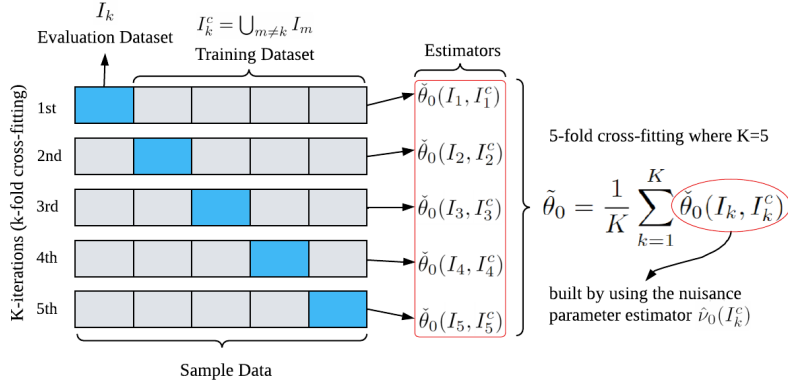 I_k
Evaluation Dataset
I_k^c = ⋃_{m≠k} I_m
Training Dataset
Estimators
K-iterations (k-fold cross-fitting)
1st
2nd
3rd
4th
5th
θ̌_0(I_1, I_1^c)
θ̌_0(I_2, I_2^c)
θ̌_0(I_3, I_3^c)
θ̌_0(I_4, I_4^c)
θ̌_0(I_5, I_5^c)
Sample Data
5-fold cross-fitting where K=5
θ̃_0 = \frac{1}{K} ∑_{k=1}^{K} θ̌_0(I_k, I_k^c)
built by using the nuisance
parameter estimator ν̂_0(I_k^c)